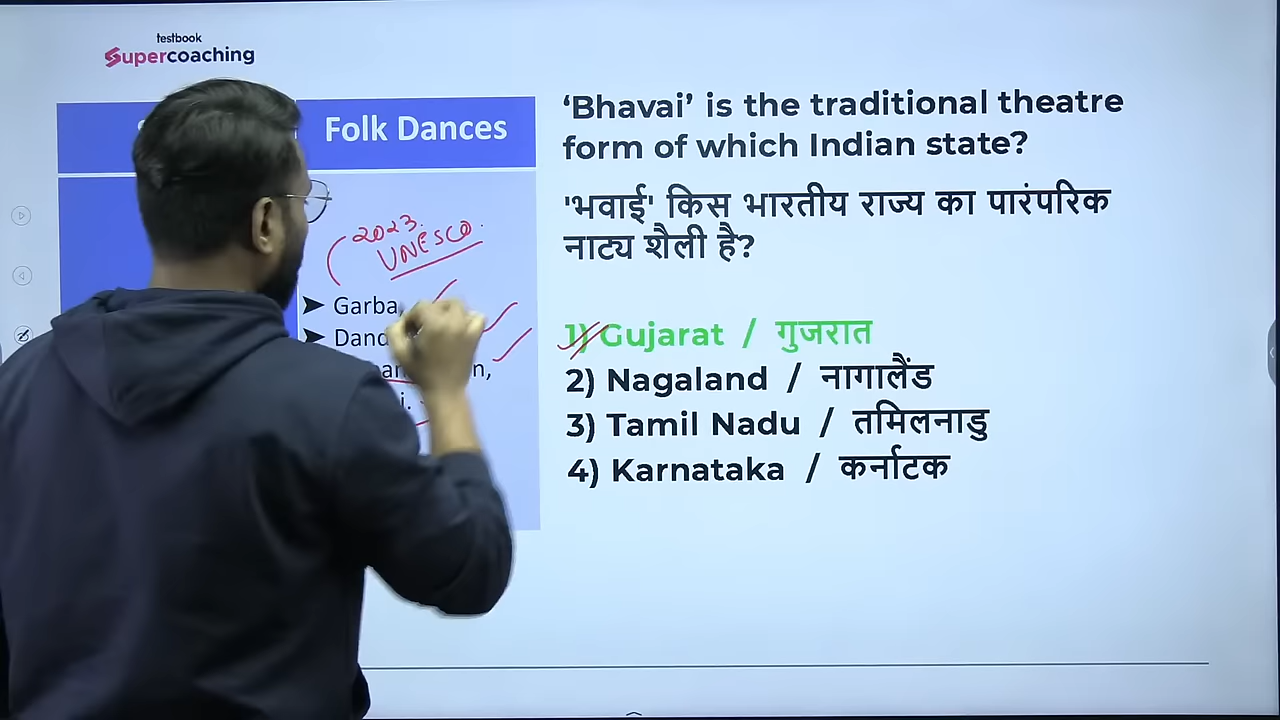 testbook
Supercoaching
Folk Dances
2023.
UNESCO.
➤ Garba,
➤ Dand
n,
i.
‘Bhavai’ is the traditional theatre
form of which Indian state?
'भवाई' किस भारतीय राज्य का पारंपरिक
नाट्य शैली है?
1) Gujarat / गुजरात
2) Nagaland / नागालैंड
3) Tamil Nadu / तमिलनाडु
4) Karnataka / कर्नाटक